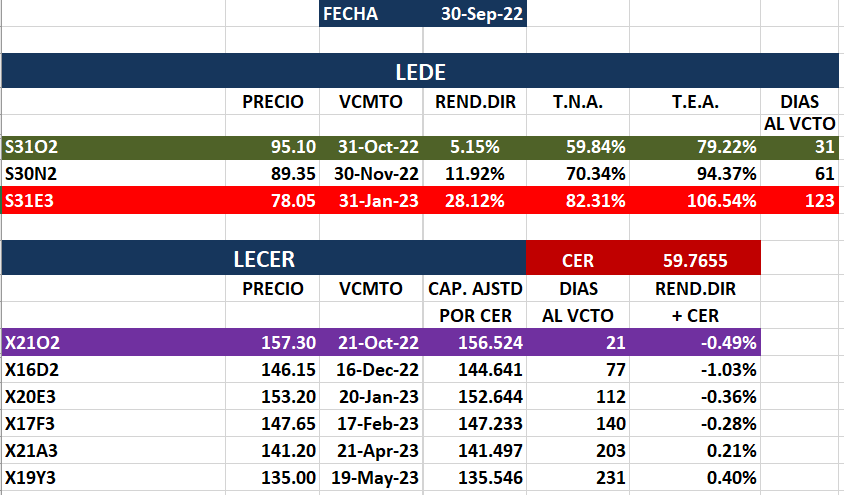 FECHA 30-Sep-22
LEDE
PRECIO VCMTO REND.DIR T.N.A. T.E.A. DIAS
AL VCTO
S31O2 95.10 31-Oct-22 5.15% 59.84% 79.22% 31
S30N2 89.35 30-Nov-22 11.92% 70.34% 94.37% 61
S31E3 78.05 31-Jan-23 28.12% 82.31% 106.54% 123
LECER CER 59.7655
PRECIO VCMTO CAP. AJSTD DIAS REND.DIR
POR CER AL VCTO + CER
X21O2 157.30 21-Oct-22 156.524 21 -0.49%
X16D2 146.15 16-Dec-22 144.641 77 -1.03%
X20E3 153.20 20-Jan-23 152.644 112 -0.36%
X17F3 147.65 17-Feb-23 147.233 140 -0.28%
X21A3 141.20 21-Apr-23 141.497 203 0.21%
X19Y3 135.00 19-May-23 135.546 231 0.40%